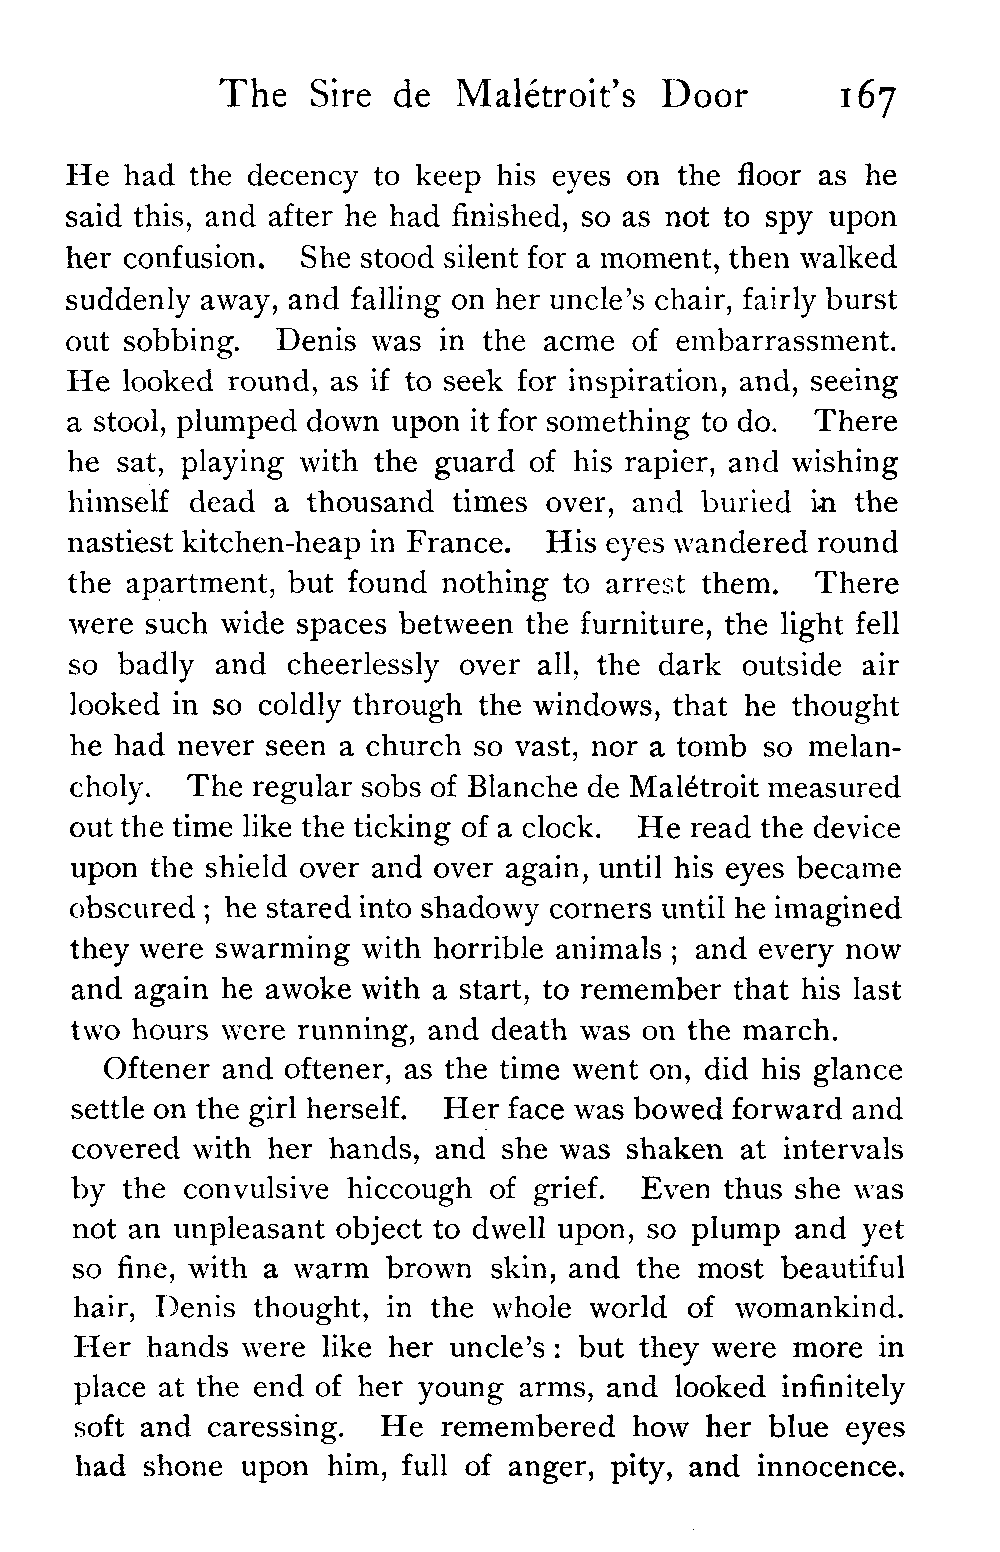 The Sire de Malétroit's Door 167
He had the decency to keep his eyes on the floor as he
said this, and after he had finished, so as not to spy upon
her confusion. She stood silent for a moment, then walked
suddenly away, and falling on her uncle's chair, fairly burst
out sobbing. Denis was in the acme of embarrassment.
He looked round, as if to seek for inspiration, and, seeing
a stool, plumped down upon it for something to do. There
he sat, playing with the guard of his rapier, and wishing
himself dead a thousand times over, and buried in the
nastiest kitchen-heap in France. His eyes wandered round
the apartment, but found nothing to arrest them. There
were such wide spaces between the furniture, the light fell
so badly and cheerlessly over all, the dark outside air
looked in so coldly through the windows, that he thought
he had never seen a church so vast, nor a tomb so melan-
choly. The regular sobs of Blanche de Malétroit measured
out the time like the ticking of a clock. He read the device
upon the shield over and over again, until his eyes became
obscured ; he stared into shadowy corners until he imagined
they were swarming with horrible animals ; and every now
and again he awoke with a start, to remember that his last
two hours were running, and death was on the march.
Oftener and oftener, as the time went on, did his glance
settle on the girl herself. Her face was bowed forward and
covered with her hands, and she was shaken at intervals
by the convulsive hiccough of grief. Even thus she was
not an unpleasant object to dwell upon, so plump and yet
so fine, with a warm brown skin, and the most beautiful
hair, Denis thought, in the whole world of womankind.
Her hands were like her uncle's : but they were more in
place at the end of her young arms, and looked infinitely
soft and caressing. He remembered how her blue eyes
had shone upon him, full of anger, pity, and innocence.